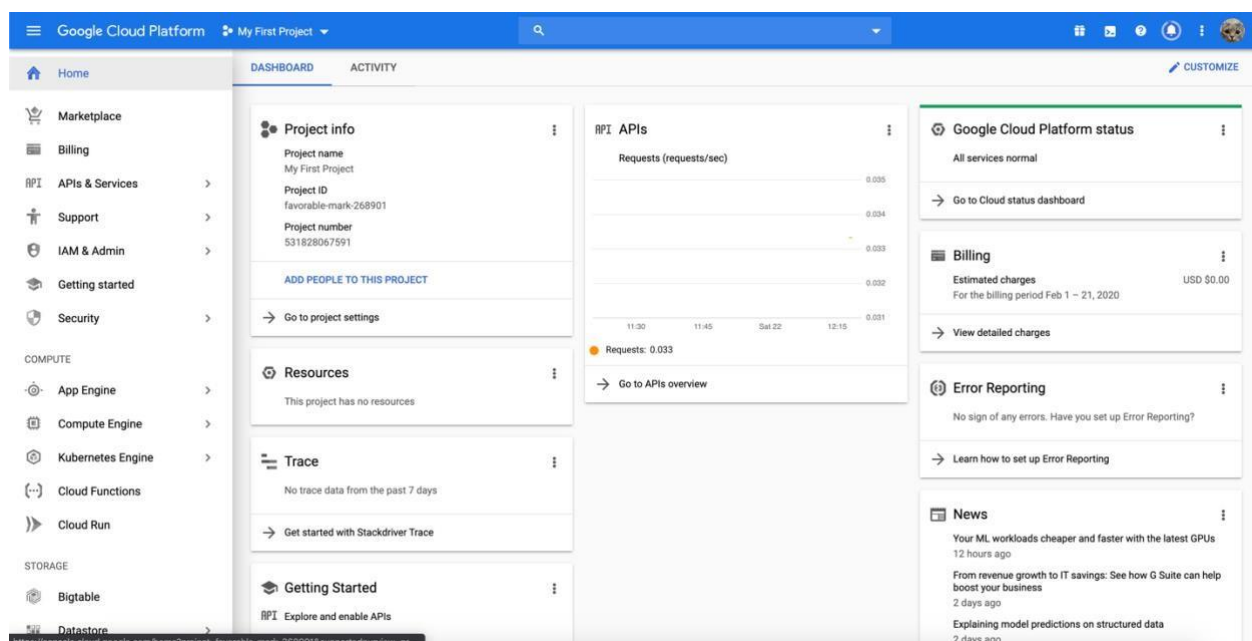 Google Cloud Platform
My First Project
DASHBOARD
ACTIVITY
CUSTOMIZE
Home
Marketplace
Billing
API APIs & Services
Support
IAM & Admin
Getting started
Security
COMPUTE
App Engine
Compute Engine
Kubernetes Engine
Cloud Functions
Cloud Run
STORAGE
Bigtable
Datastore
Project info
Project name
My First Project
Project ID
favorable-mark-268901
Project number
531828067591
ADD PEOPLE TO THIS PROJECT
Go to project settings
Resources
This project has no resources
Trace
No trace data from the past 7 days
Get started with Stackdriver Trace
Getting Started
API Explore and enable APIs
API APIs
Requests (requests/sec)
0.035
0.034
0.033
0.032
0.031
11:30 11:45 Sat 22 12:15
Requests: 0.033
Go to APIs overview
Google Cloud Platform status
All services normal
Go to Cloud status dashboard
Billing
Estimated charges USD $0.00
For the billing period Feb 1 – 21, 2020
View detailed charges
Error Reporting
No sign of any errors. Have you set up Error Reporting?
Learn how to set up Error Reporting
News
Your ML workloads cheaper and faster with the latest GPUs
12 hours ago
From revenue growth to IT savings: See how G Suite can help
boost your business
2 days ago
Explaining model predictions on structured data
2 days ago